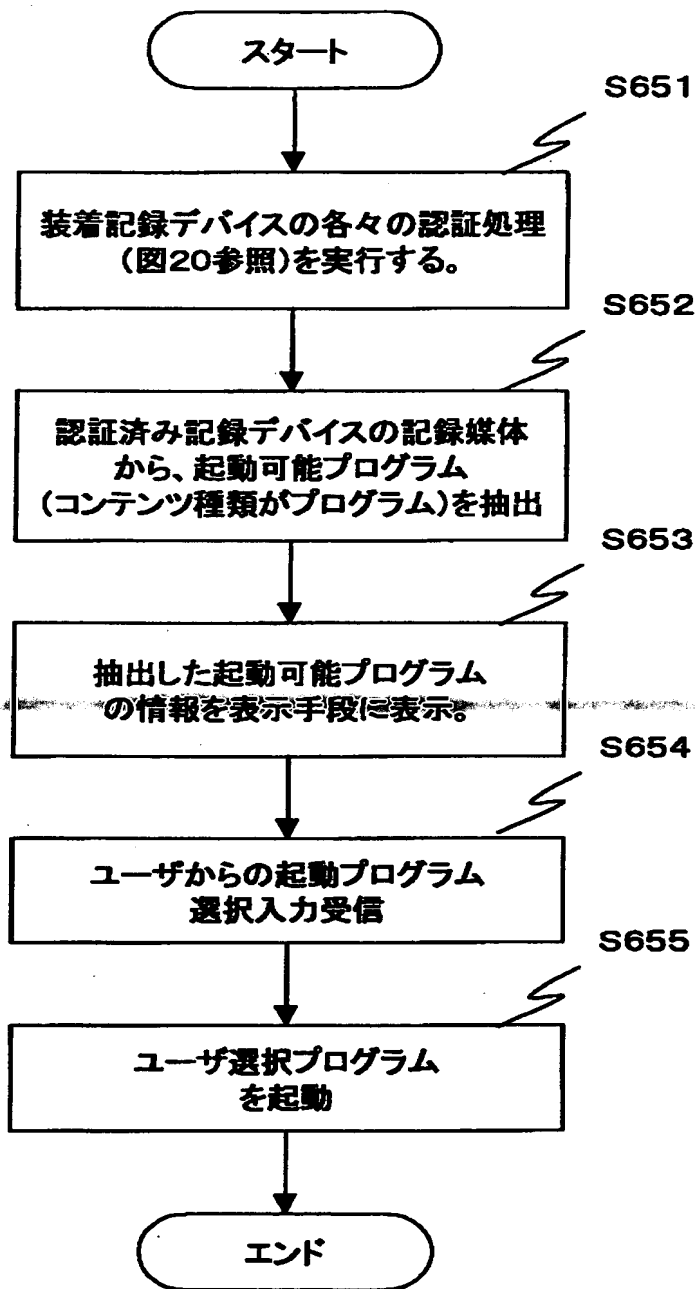 スタート
S651
装着記録デバイスの各々の認証処理
(図20参照)を実行する。
S652
認証済み記録デバイスの記録媒体
から、起動可能プログラム
(コンテンツ種類がプログラム)を抽出
S653
抽出した起動可能プログラム
の情報を表示手段に表示。
S654
ユーザからの起動プログラム
選択入力受信
S655
ユーザ選択プログラム
を起動
エンド